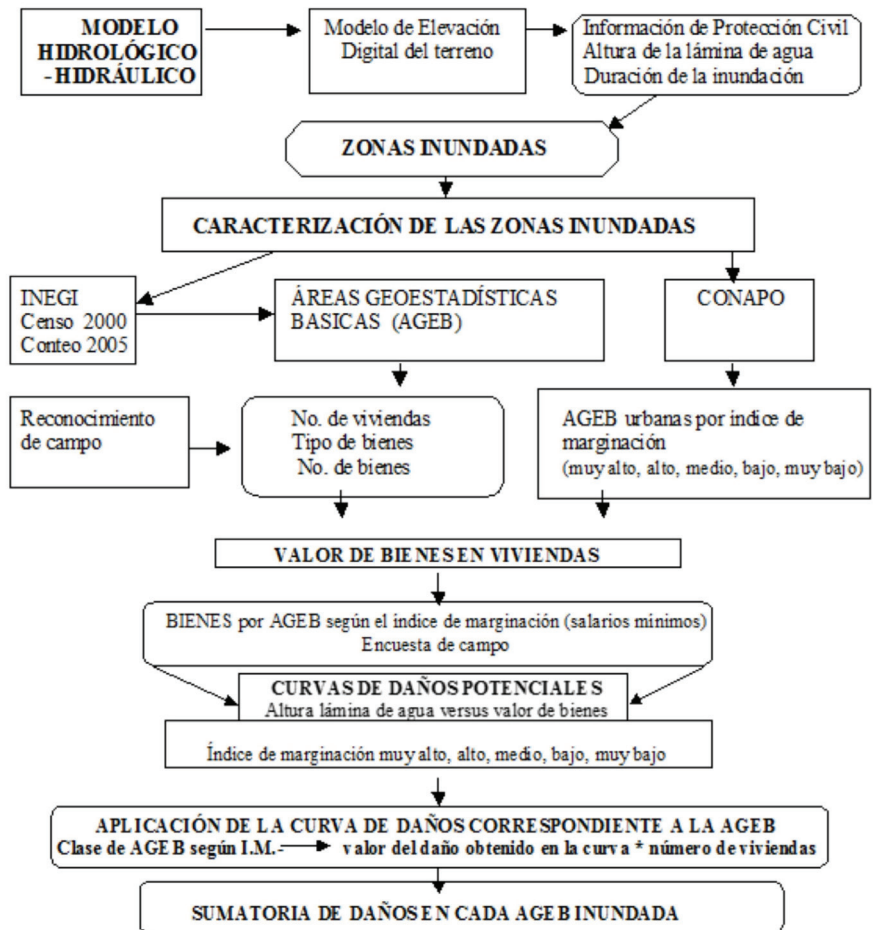 MODELO
HIDROLÓGICO
- HIDRÁULICO
Modelo de Elevación
Digital del terreno
Información de Protección Civil
Altura de la lámina de agua
Duración de la inundación
ZONAS INUNDADAS
CARACTERIZACIÓN DE LAS ZONAS INUNDADAS
INEGI
Censo 2000
Conteo 2005
ÁREAS GEOESTADÍSTICAS
BASICAS (AGEB)
CONAPO
Reconocimiento
de campo
No. de viviendas
Tipo de bienes
No. de bienes
AGEB urbanas por índice de
marginación
(muy alto, alto, medio, bajo, muy bajo)
VALOR DE BIENES EN VIVIENDAS
BIENES por AGEB según el índice de marginación (salarios mínimos)
Encuesta de campo
CURVAS DE DAÑOS POTENCIALES
Altura lámina de agua versus valor de bienes
Índice de marginación muy alto, alto, medio, bajo, muy bajo
APLICACIÓN DE LA CURVA DE DAÑOS CORRESPONDIENTE A LA AGEB
Clase de AGEB según I.M.- valor del daño obtenido en la curva * número de viviendas
SUMATORIA DE DAÑOS EN CADA AGEB INUNDADA